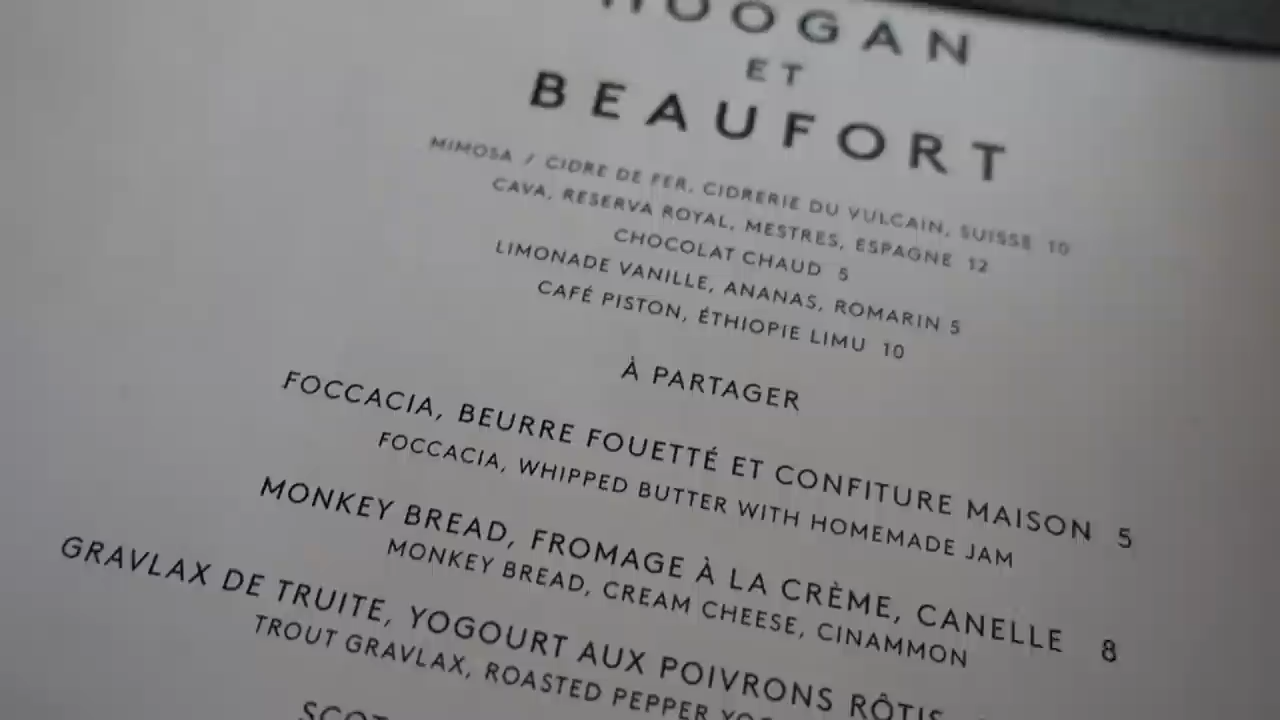 HOOGAN
ET
BEAUFORT
MIMOSA / CIDRE DE FER, CIDRERIE DU VULCAIN, SUISSE 10
CAVA, RESERVA ROYAL, MESTRES, ESPAGNE 12
CHOCOLAT CHAUD 5
LIMONADE VANILLE, ANANAS, ROMARIN 5
CAFÉ PISTON, ÉTHIOPIE LIMU 10
À PARTAGER
FOCCACIA, BEURRE FOUETTÉ ET CONFITURE MAISON 5
FOCCACIA, WHIPPED BUTTER WITH HOMEMADE JAM
MONKEY BREAD, FROMAGE À LA CRÈME, CANELLE 8
MONKEY BREAD, CREAM CHEESE, CINAMMON
GRAVLAX DE TRUITE, YOGOURT AUX POIVRONS RÔTIS
TROUT GRAVLAX, ROASTED PEPPER